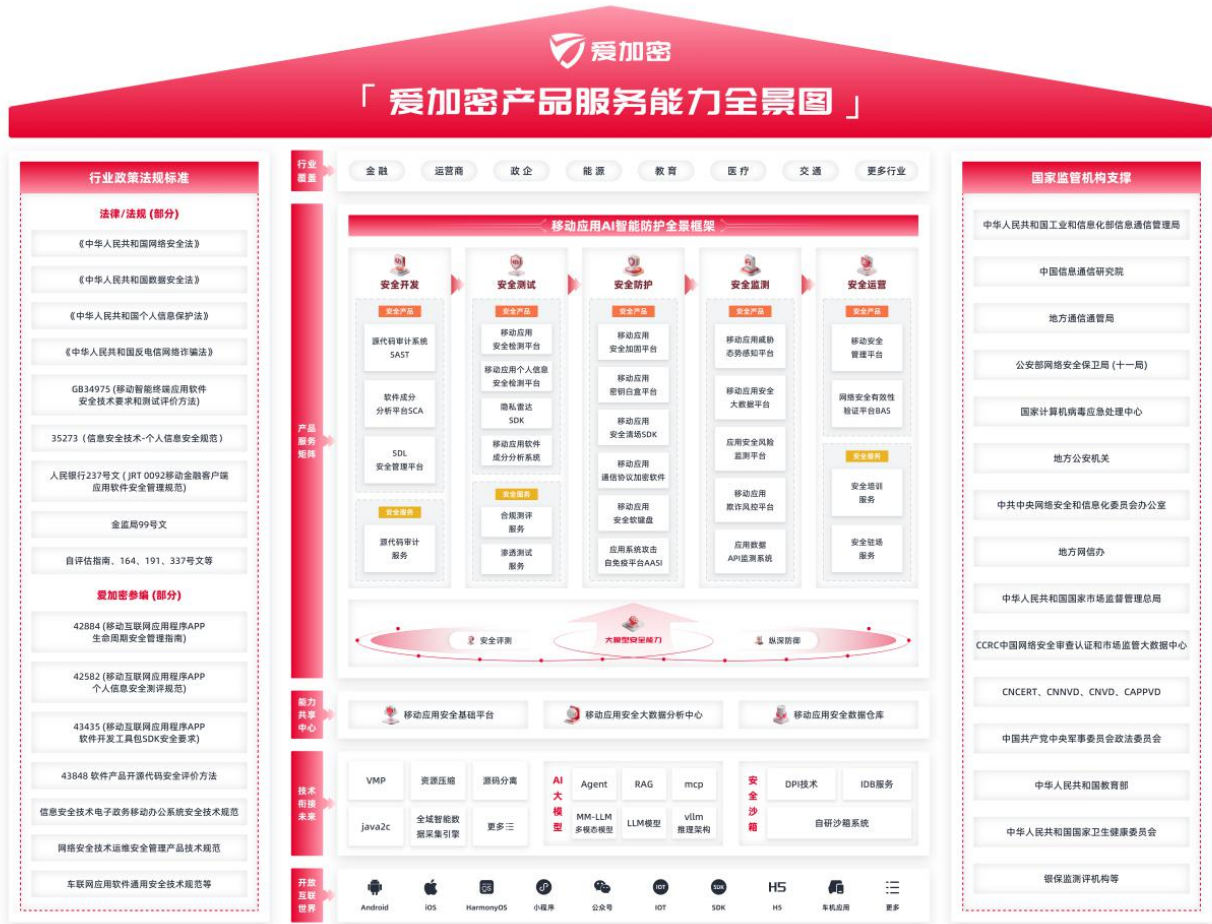 爱加密
「 爱加密产品服务能力全景图 」
行业政策法规标准
法律/法规 (部分)
《中华人民共和国网络安全法》
《中华人民共和国数据安全法》
《中华人民共和国个人信息保护法》
《中华人民共和国反电信网络诈骗法》
GB34975 (移动智能终端应用软件
安全技术要求和测试评价方法)
35273（信息安全技术-个人信息安全规范）
人民银行237号文 ( JRT 0092移动金融客户端
应用软件安全管理规范)
金监局99号文
自评估指南、164、191、337号文等
爱加密参编 (部分)
42884 (移动互联网应用程序APP
生命周期安全管理指南)
42582 (移动互联网应用程序APP
个人信息安全测评规范)
43435 (移动互联网应用程序APP
软件开发工具包SDK安全要求)
43848 软件产品开源代码安全评价方法
信息安全技术电子政务移动办公系统安全技术规范
网络安全技术运维安全管理产品技术规范
车联网应用软件通用安全技术规范等
行业
覆盖
金融
运营商
政企
能源
教育
医疗
交通
更多行业
产品
服务
矩阵
移动应用AI智能防护全景框架
安全开发
安全产品
源代码审计系统
SAST
软件成分
分析平台SCA
SDL
安全管理平台
安全服务
源代码审计
服务
安全测试
安全产品
移动应用
安全检测平台
移动应用个人信息
安全检测平台
隐私雷达
SDK
移动应用软件
成分分析系统
安全服务
合规测评
服务
渗透测试
服务
安全防护
安全产品
移动应用
安全加固平台
移动应用
密钥白盒平台
移动应用
安全清场SDK
移动应用
通信协议加密软件
移动应用
安全软键盘
应用系统攻击
自免疫平台AASI
安全监测
安全产品
移动应用威胁
态势感知平台
移动应用安全
大数据平台
应用安全风险
监测平台
移动应用
欺诈风控平台
应用数据
API监测系统
安全运营
安全产品
移动安全
管理平台
网络安全有效性
验证平台BAS
安全服务
安全培训
服务
安全驻场
服务
安全评测
大模型安全能力
纵深防御
能力
共享
中心
移动应用安全基础平台
移动应用安全大数据分析中心
移动应用安全数据仓库
技术
衔接
未来
VMP
资源压缩
源码分离
java2c
全域智能数
据采集引擎
更多
AI
大
模
型
Agent
RAG
mcp
MM-LLM
多模态模型
LLM模型
vllm
推理架构
安
全
沙
箱
DPI技术
IDB服务
自研沙箱系统
开放
互联
世界
OS
IOT
SDK
H5
Android
iOS
HarmonyOS
小程序
公众号
IOT
SDK
H5
车机应用
更多
国家监管机构支撑
中华人民共和国工业和信息化部信息通信管理局
中国信息通信研究院
地方通信通管局
公安部网络安全保卫局 (十一局)
国家计算机病毒应急处理中心
地方公安机关
中共中央网络安全和信息化委员会办公室
地方网信办
中华人民共和国国家市场监督管理总局
CCRC中国网络安全审查认证和市场监管大数据中心
CNCERT、CNNVD、CNVD、CAPPVD
中国共产党中央军事委员会政法委员会
中华人民共和国教育部
中华人民共和国国家卫生健康委员会
银保监测评机构等